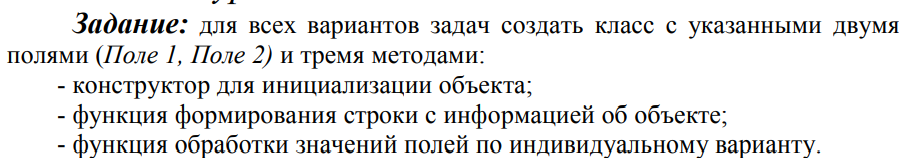 Задание: для всех вариантов задач создать класс с указанными двумя
полями (Поле 1, Поле 2) и тремя методами:
- конструктор для инициализации объекта;
- функция формирования строки с информацией об объекте;
- функция обработки значений полей по индивидуальному варианту.